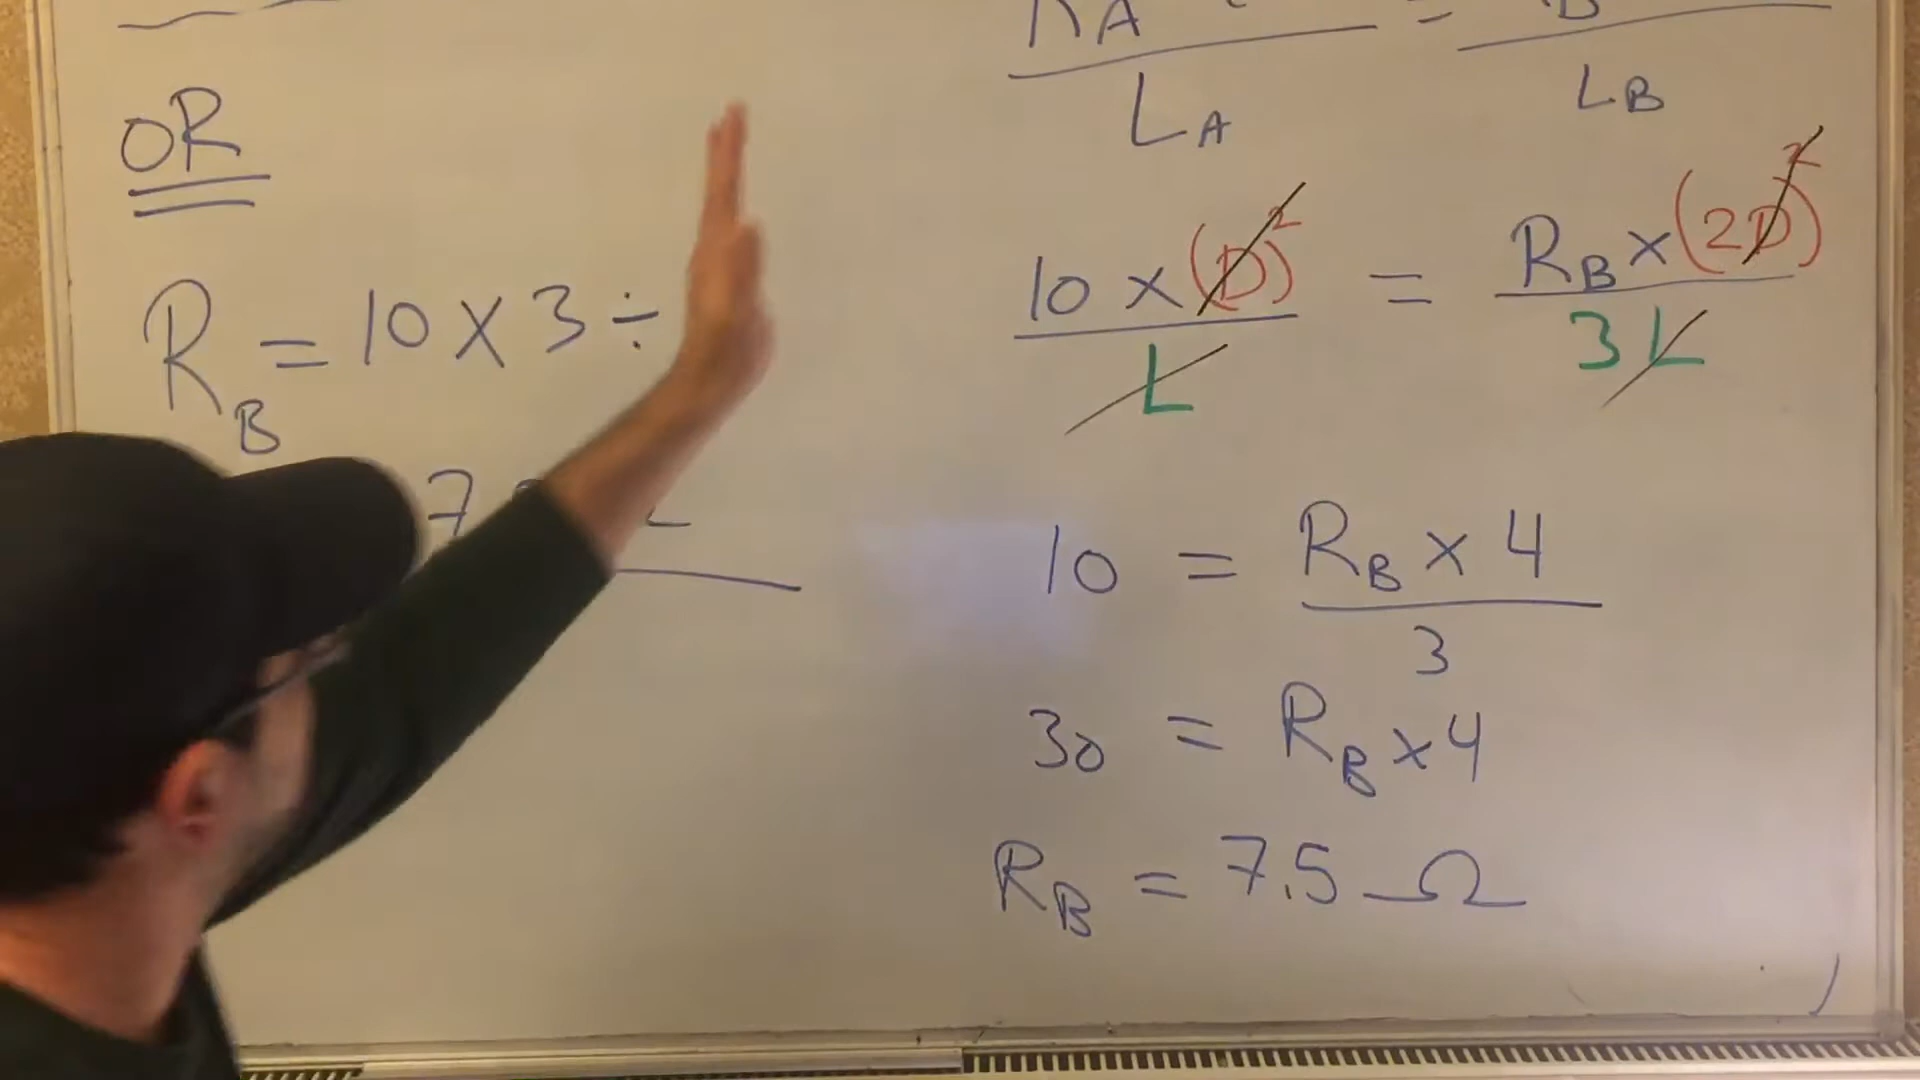 OR
R_B = 10 X 3 ÷
7
A = B
L_A L_B
10 × (D)² = R_B × (2D)²
L 3L
10 = R_B × 4
3
30 = R_B × 4
R_B = 7.5 Ω